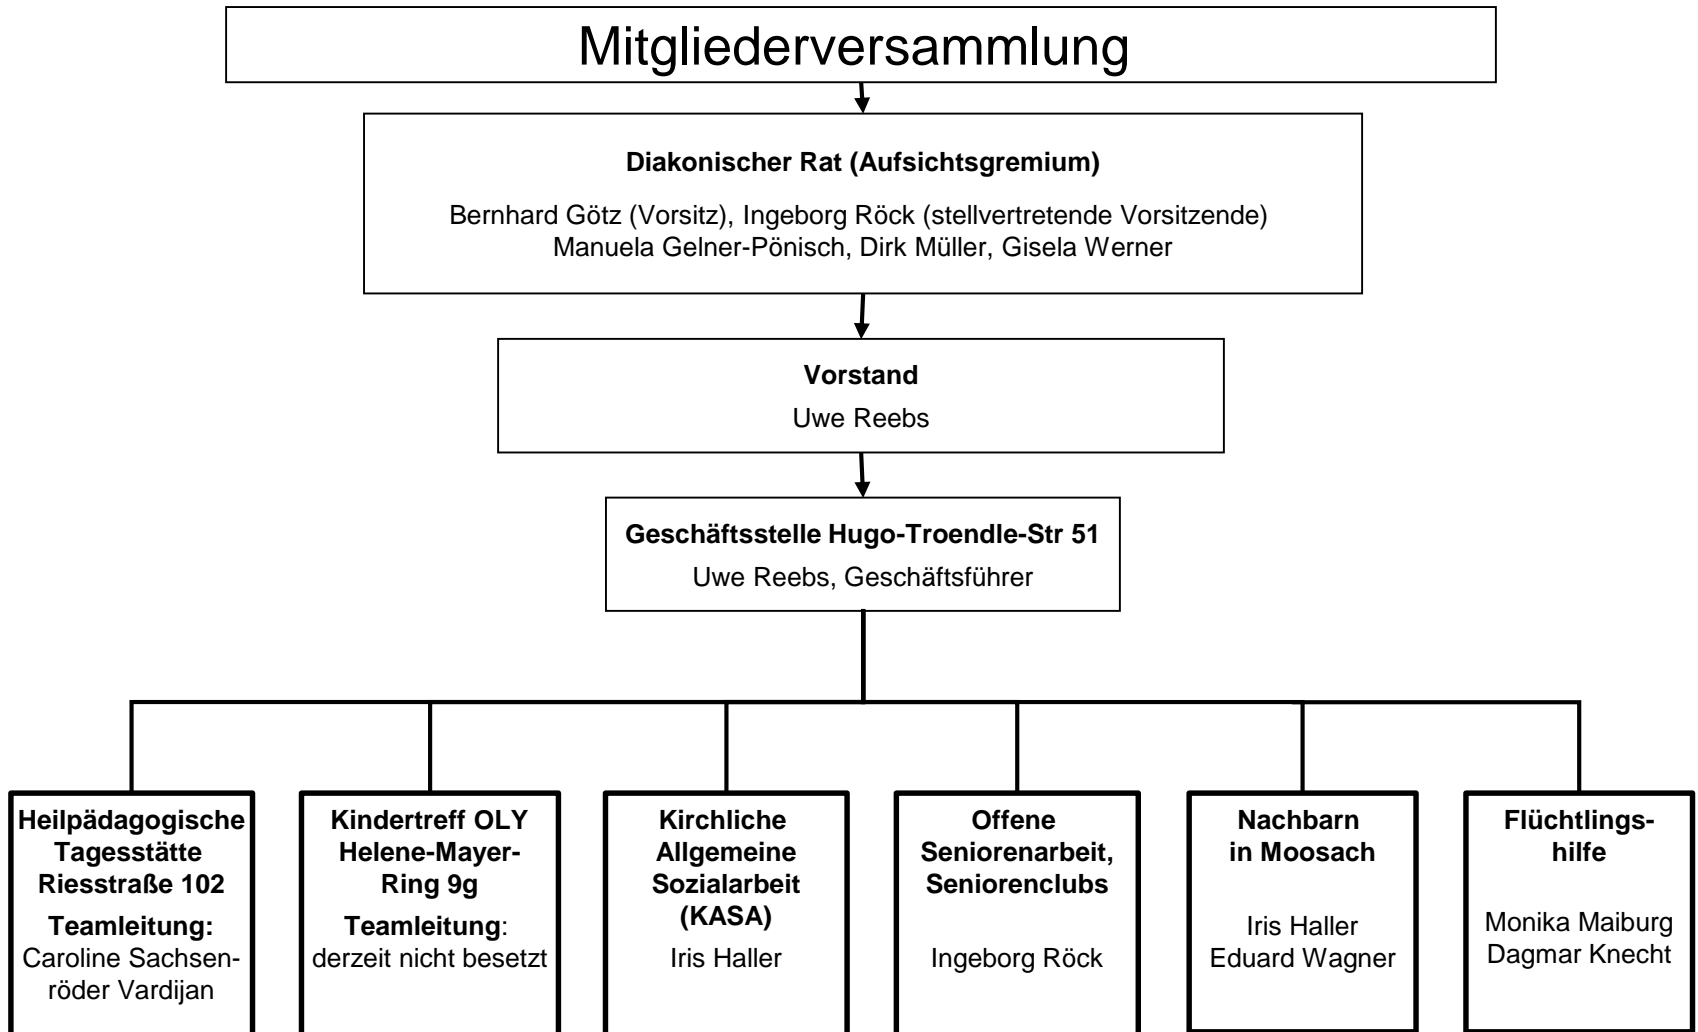 Mitgliederversammlung
Diakonischer Rat (Aufsichtsgremium)
Bernhard Götz (Vorsitz), Ingeborg Röck (stellvertretende Vorsitzende)
Manuela Gelner-Pönisch, Dirk Müller, Gisela Werner
Vorstand
Uwe Reebs
Geschäftsstelle Hugo-Troendle-Str 51
Uwe Reebs, Geschäftsführer
Heilpädagogische
Tagesstätte
Riesstraße 102
Teamleitung:
Caroline Sachsen-
röder Vardijan
Kindertreff OLY
Helene-Mayer-
Ring 9g
Teamleitung:
derzeit nicht besetzt
Kirchliche
Allgemeine
Sozialarbeit
(KASA)
Iris Haller
Offene
Seniorenarbeit,
Seniorenclubs
Ingeborg Röck
Nachbarn
in Moosach
Iris Haller
Eduard Wagner
Flüchtlings-
hilfe
Monika Maiburg
Dagmar Knecht